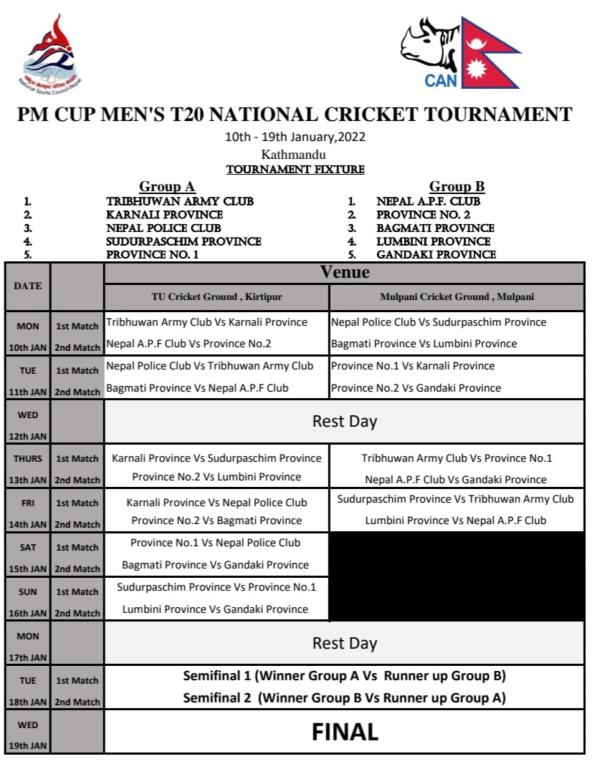 राष्ट्रिय खेलकुद परिषद् नेपाल
National Sports Council Nepal
CAN
PM CUP MEN'S T20 NATIONAL CRICKET TOURNAMENT
10th - 19th January,2022
Kathmandu
TOURNAMENT FIXTURE
Group A Group B
1. TRIBHUWAN ARMY CLUB 1. NEPAL A.P.F. CLUB
2. KARNALI PROVINCE 2. PROVINCE NO. 2
3. NEPAL POLICE CLUB 3. BAGMATI PROVINCE
4. SUDURPASCHIM PROVINCE 4. LUMBINI PROVINCE
5. PROVINCE NO. 1 5. GANDAKI PROVINCE
DATE Venue
TU Cricket Ground , Kirtipur Mulpani Cricket Ground , Mulpani
MON 1st Match Tribhuwan Army Club Vs Karnali Province Nepal Police Club Vs Sudurpaschim Province
10th JAN 2nd Match Nepal A.P.F Club Vs Province No.2 Bagmati Province Vs Lumbini Province
TUE 1st Match Nepal Police Club Vs Tribhuwan Army Club Province No.1 Vs Karnali Province
11th JAN 2nd Match Bagmati Province Vs Nepal A.P.F Club Province No.2 Vs Gandaki Province
WED
12th JAN Rest Day
THURS 1st Match Karnali Province Vs Sudurpaschim Province Tribhuwan Army Club Vs Province No.1
13th JAN 2nd Match Province No.2 Vs Lumbini Province Nepal A.P.F Club Vs Gandaki Province
FRI 1st Match Karnali Province Vs Nepal Police Club Sudurpaschim Province Vs Tribhuwan Army Club
14th JAN 2nd Match Province No.2 Vs Bagmati Province Lumbini Province Vs Nepal A.P.F Club
SAT 1st Match Province No.1 Vs Nepal Police Club
15th JAN 2nd Match Bagmati Province Vs Gandaki Province
SUN 1st Match Sudurpaschim Province Vs Province No.1
16th JAN 2nd Match Lumbini Province Vs Gandaki Province
MON
17th JAN Rest Day
TUE 1st Match Semifinal 1 (Winner Group A Vs Runner up Group B)
18th JAN 2nd Match Semifinal 2 (Winner Group B Vs Runner up Group A)
WED
19th JAN FINAL